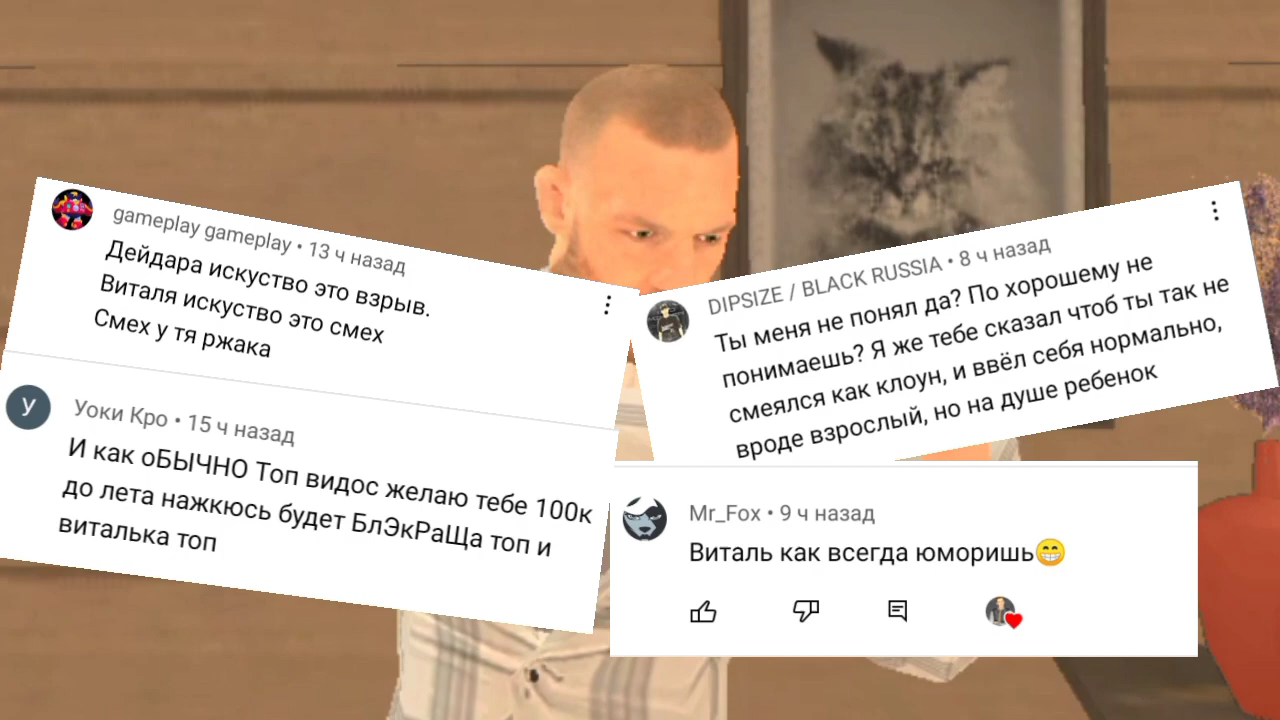 gameplay gameplay • 13 ч назад
Дейдара искуство это взрыв.
Виталя искуство это смех
Смех у тя ржака
У
Уоки Кро • 15 ч назад
И как оБЫЧНО Топ видос желаю тебе 100к
до лета нажкюсь будет БлЭкРаЩа топ и
виталька топ
DIPSIZE / BLACK RUSSIA • 8 ч назад
Ты меня не понял да? По хорошему не
понимаешь? Я же тебе сказал чтоб ты так не
смеялся как клоун, и ввёл себя нормально,
вроде взрослый, но на душе ребенок
Mr_Fox • 9 ч назад
Виталь как всегда юморишь😁